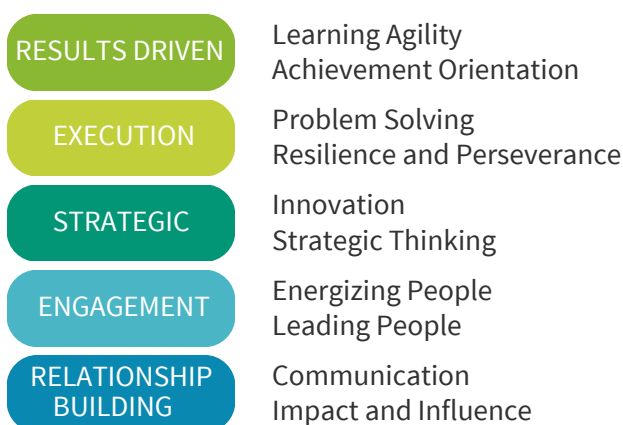 RESULTS DRIVEN
Learning Agility
Achievement Orientation
EXECUTION
Problem Solving
Resilience and Perseverance
STRATEGIC
Innovation
Strategic Thinking
ENGAGEMENT
Energizing People
Leading People
RELATIONSHIP
BUILDING
Communication
Impact and Influence